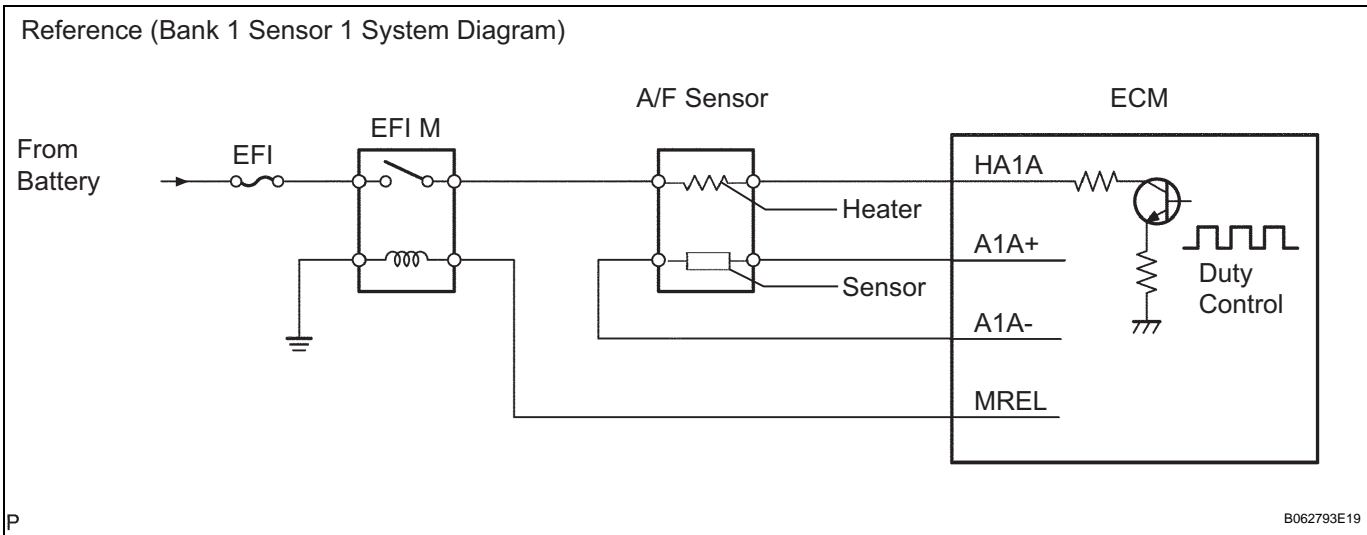 Reference (Bank 1 Sensor 1 System Diagram)
A/F Sensor
ECM
From
Battery
EFI
EFI M
HA1A
Heater
A1A+
Sensor
Duty
Control
A1A-
MREL
P
B062793E19